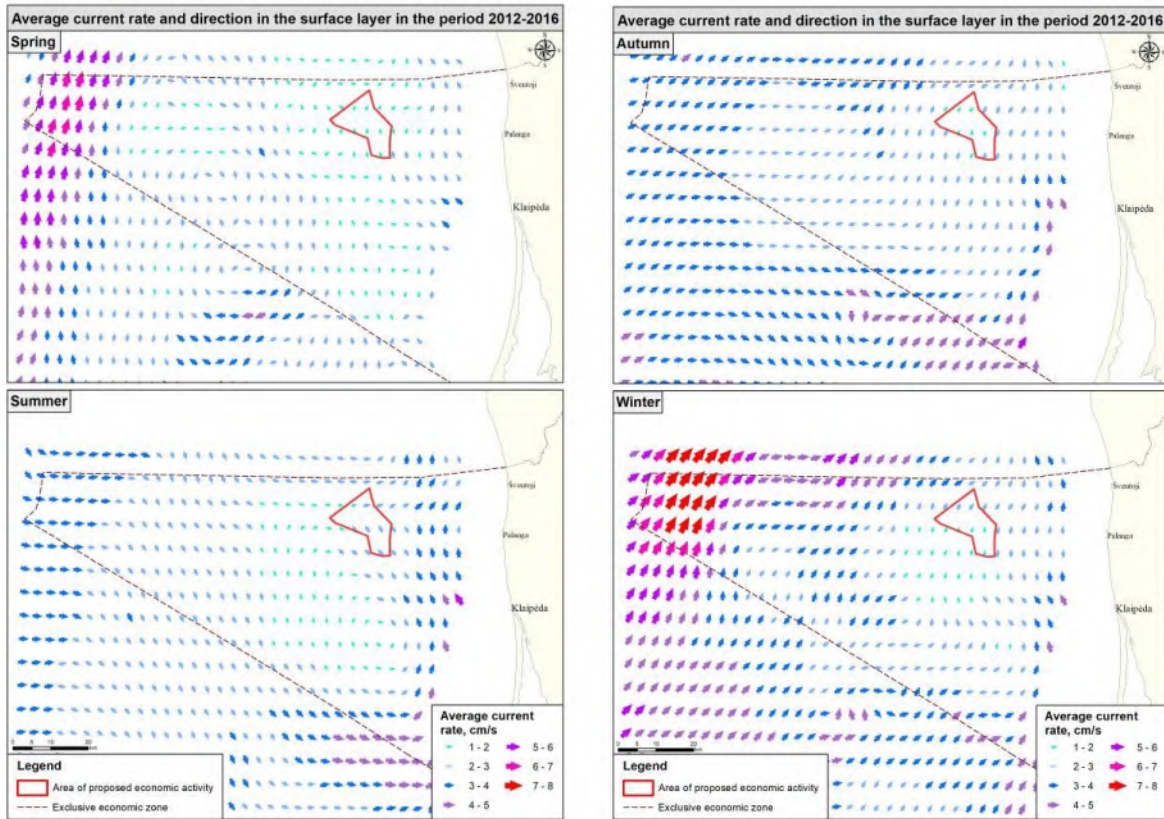 Average current rate and direction in the surface layer in the period 2012-2016
Spring
Šventoji
Palanga
Klaipėda
Average current rate and direction in the surface layer in the period 2012-2016
Autumn
Šventoji
Palanga
Klaipėda
Summer
Šventoji
Palanga
Klaipėda
Average current
rate, cm/s
1 - 2
5 - 6
2 - 3
6 - 7
3 - 4
7 - 8
4 - 5
Legend
Area of proposed economic activity
Exclusive economic zone
Winter
Šventoji
Palanga
Klaipėda
Average current
rate, cm/s
1 - 2
5 - 6
2 - 3
6 - 7
3 - 4
7 - 8
4 - 5
Legend
Area of proposed economic activity
Exclusive economic zone